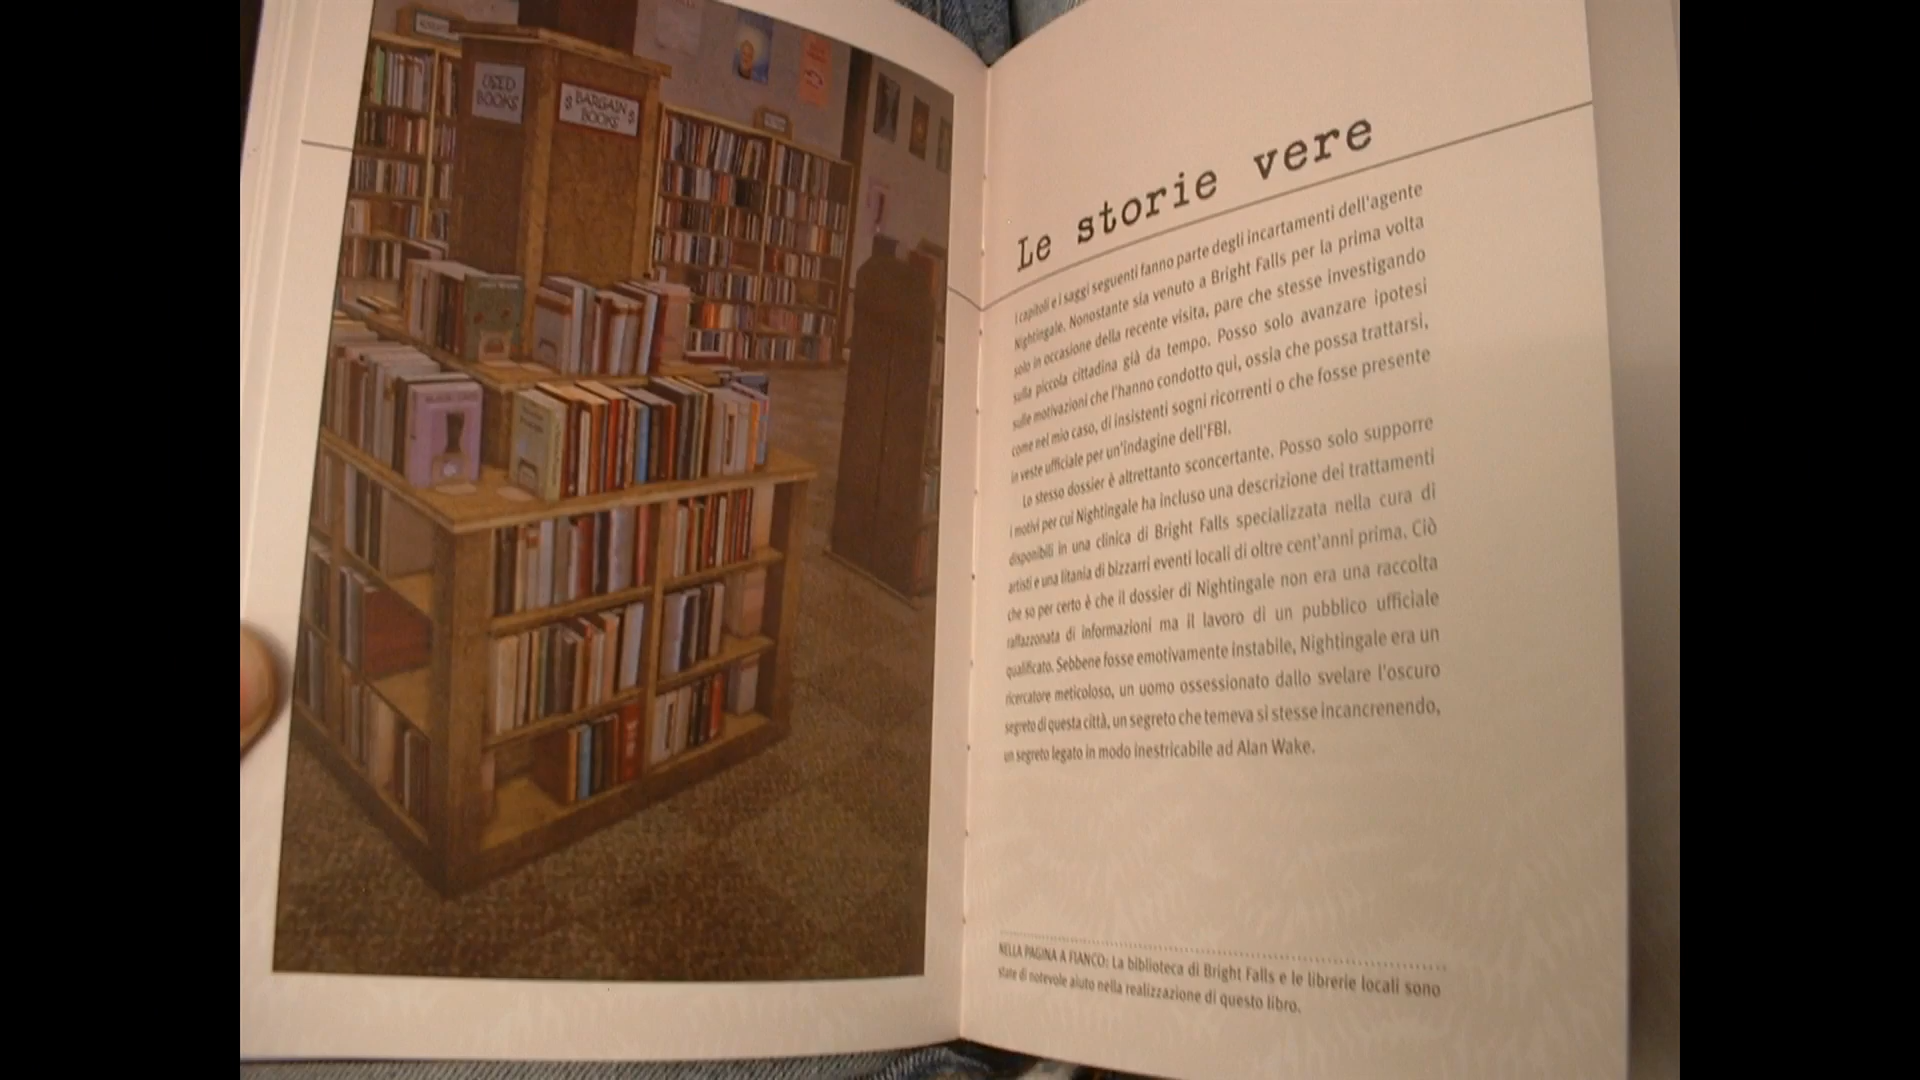 USED
BOOKS
$ BARGAIN $
BOOKS
Le storie vere
I capitoli e i saggi seguenti fanno parte degli incartamenti dell'agente
Nightingale. Nonostante sia venuto a Bright Falls per la prima volta
solo in occasione della recente visita, pare che stesse investigando
sulla piccola cittadina già da tempo. Posso solo avanzare ipotesi
sulle motivazioni che l'hanno condotto qui, ossia che possa trattarsi,
come nel mio caso, di insistenti sogni ricorrenti o che fosse presente
in veste ufficiale per un'indagine dell'FBI.
Lo stesso dossier è altrettanto sconcertante. Posso solo supporre
i motivi per cui Nightingale ha incluso una descrizione dei trattamenti
disponibili in una clinica di Bright Falls specializzata nella cura di
artisti e una litania di bizzarri eventi locali di oltre cent'anni prima. Ciò
che so per certo è che il dossier di Nightingale non era una raccolta
raffazzonata di informazioni ma il lavoro di un pubblico ufficiale
qualificato. Sebbene fosse emotivamente instabile, Nightingale era un
ricercatore meticoloso, un uomo ossessionato dallo svelare l'oscuro
segreto di questa città, un segreto che temeva si stesse incancrenendo,
un segreto legato in modo inestricabile ad Alan Wake.
NELLA PAGINA A FIANCO: La biblioteca di Bright Falls e le librerie locali sono
state di notevole aiuto nella realizzazione di questo libro.